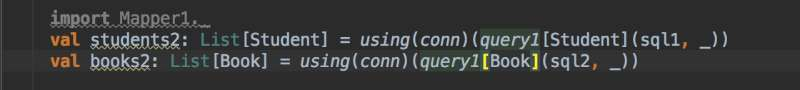 import Mapper1._
val students2: List[Student] = using(conn)(query1[Student](sql1, _))
val books2: List[Book] = using(conn)(query1[Book](sql2, _))